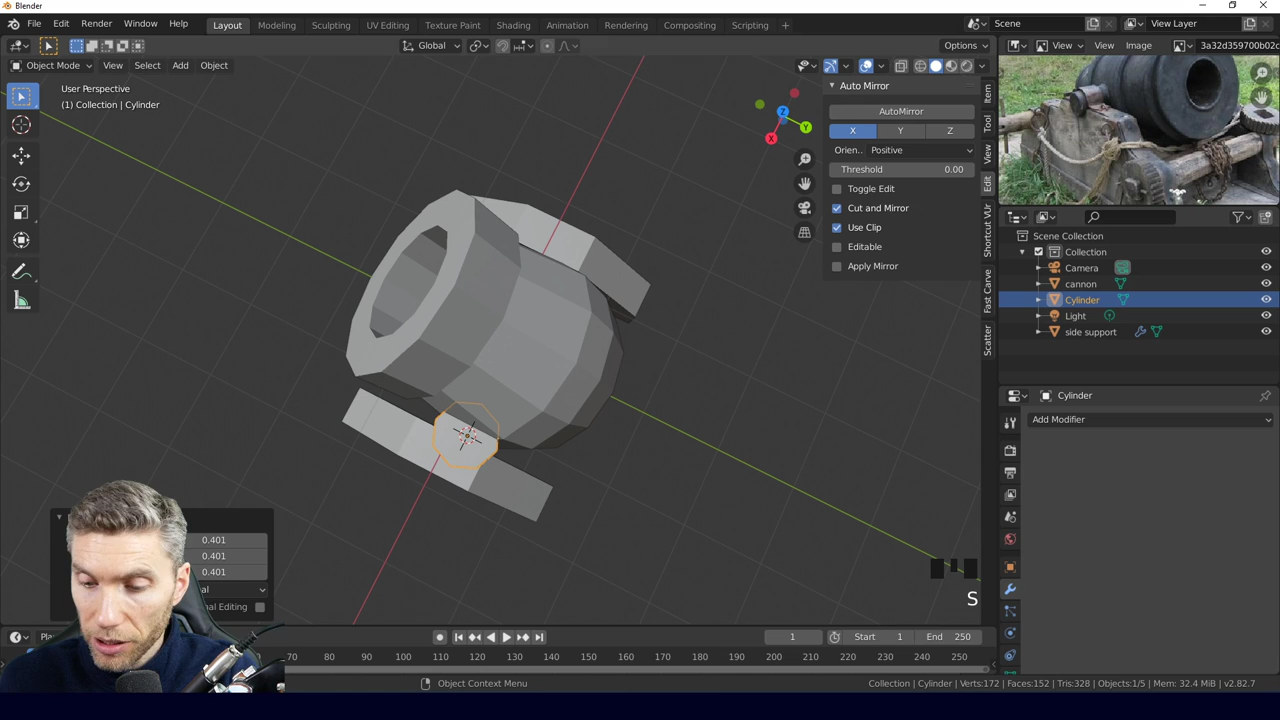 Blender
File Edit Render Window Help
Layout Modeling Sculpting UV Editing Texture Paint Shading Animation Rendering Compositing Scripting
Scene
View Layer
Global
Options
View View Image 3a32d359700b02c
Object Mode View Select Add Object
User Perspective
(1) Collection | Cylinder
Auto Mirror
AutoMirror
X Y Z
Orien.. Positive
Threshold 0.00
Toggle Edit
Cut and Mirror
Use Clip
Editable
Apply Mirror
Item
Tool
View
Edit
Shortcut VUr
Fast Carve
Scatter
X
Y
Z
Scene Collection
Collection
Camera
cannon
Cylinder
Light
side support
Cylinder
Add Modifier
0.401
0.401
0.401
al
nal Editing
S
Pla
1 Start 1 End 250
70 80 90 100 110 120 130 140 150 160 170 180 190 200 210 220 230 240 250
Object Context Menu
Collection | Cylinder | Verts:172 | Faces:152 | Tris:328 | Objects:1/5 | Mem: 32.4 MiB | v2.82.7